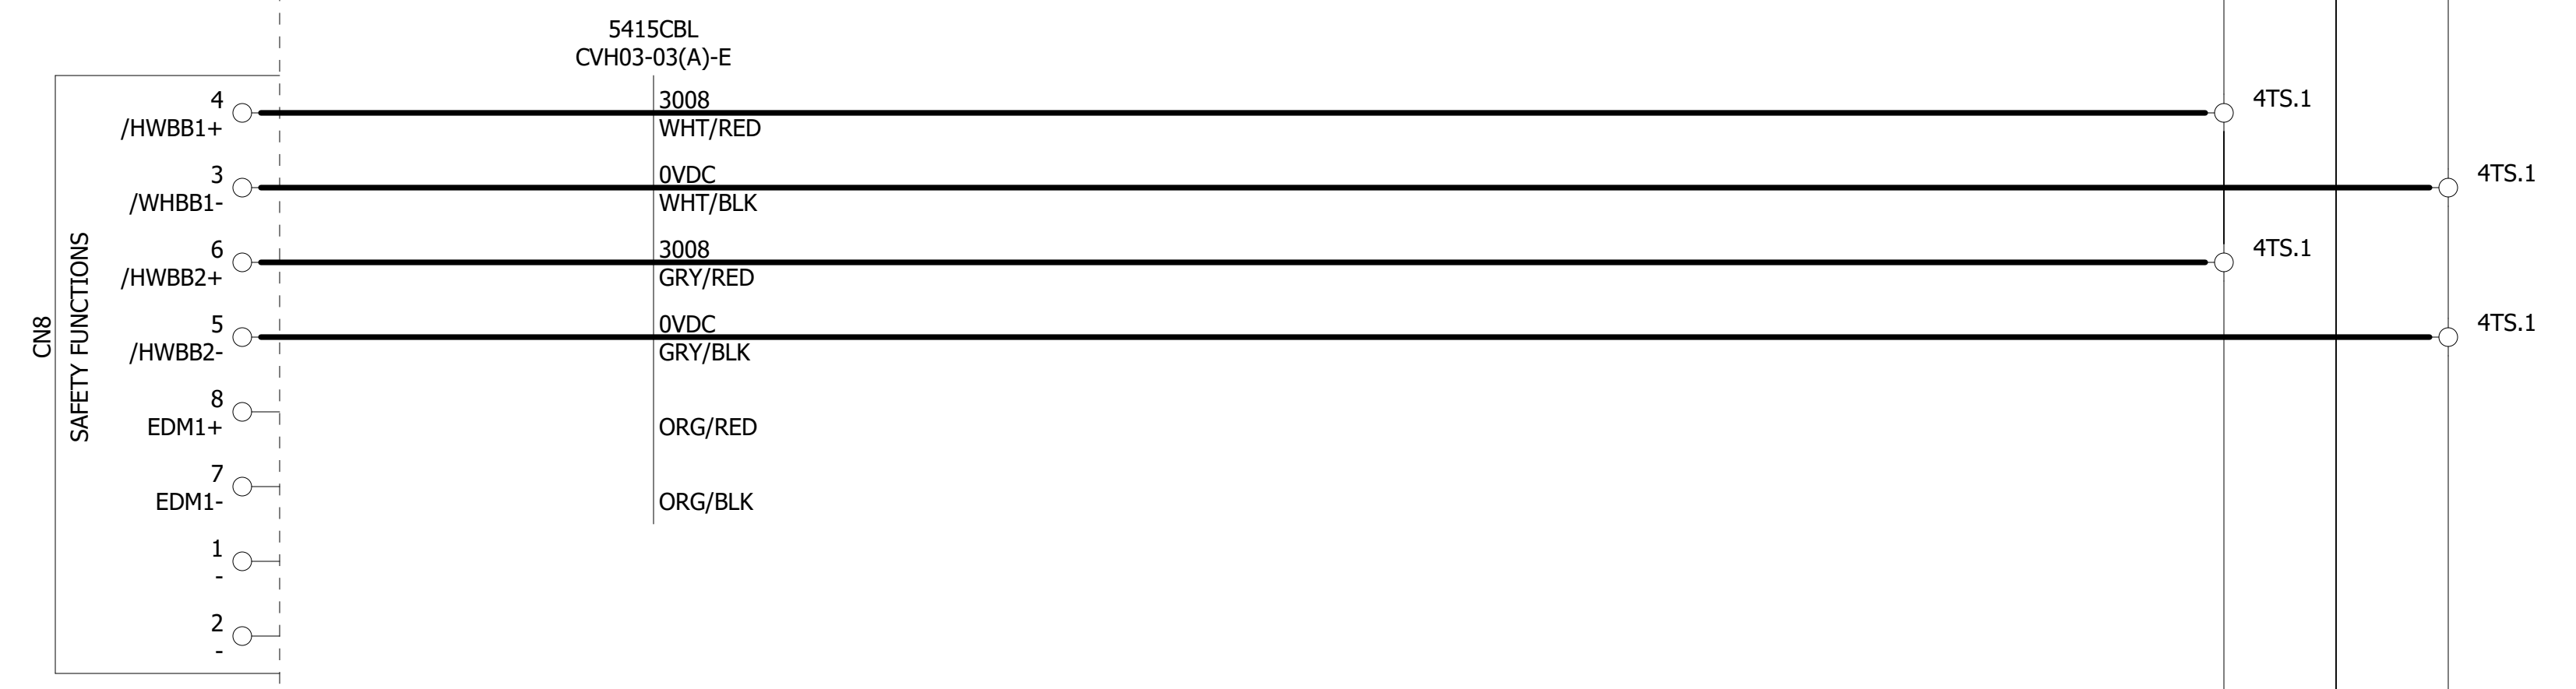 5415CBL
CVH03-03(A)-E
CN8
SAFETY FUNCTIONS
4
/HWBB1+
3008
WHT/RED
4TS.1
3
/WHBB1-
0VDC
WHT/BLK
4TS.1
6
/HWBB2+
3008
GRY/RED
4TS.1
5
/HWBB2-
0VDC
GRY/BLK
4TS.1
8
EDM1+
ORG/RED
7
EDM1-
ORG/BLK
1
-
2
-